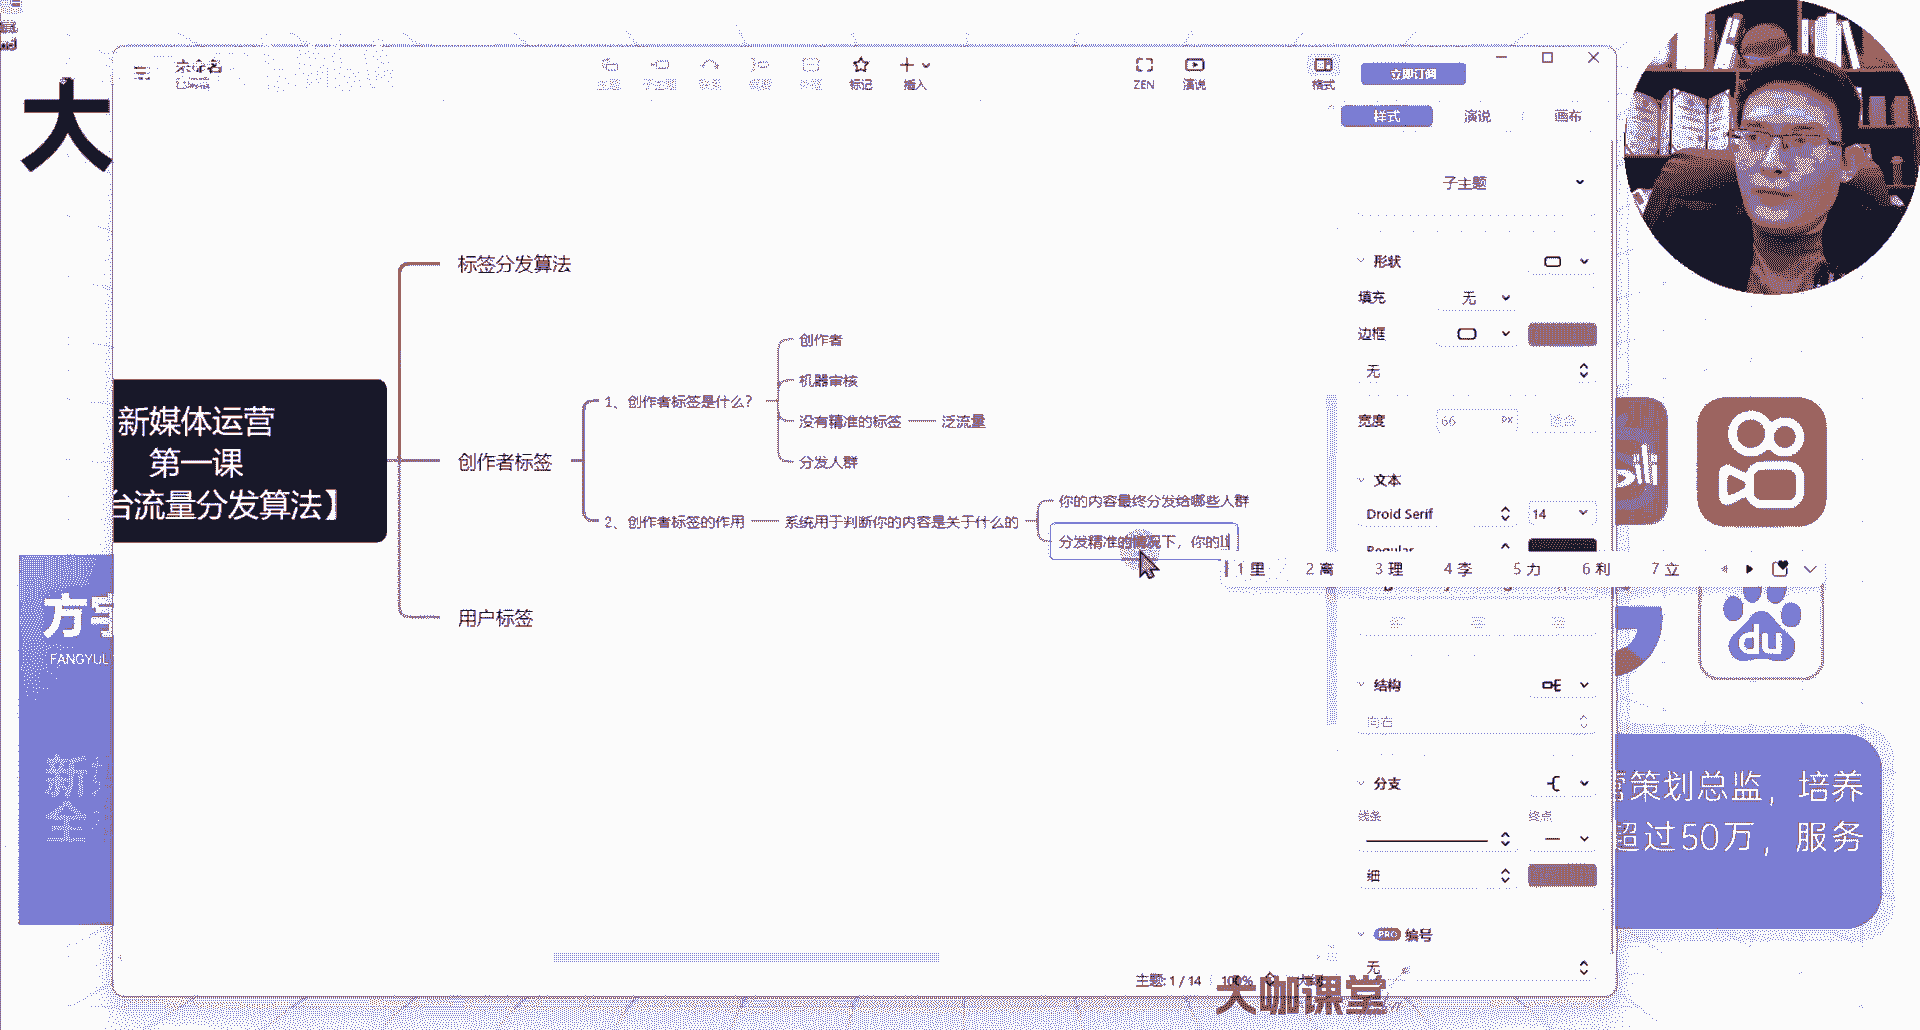 大
未命名
已编辑
主题
子主题
联系
概要
外框
标记
插入
ZEN
演说
格式
立即订阅
样式
演说
画布
子主题
形状
填充
无
边框
无
宽度
66
PX
文本
Droid Serif
14
Regular
结构
向右
分支
线条
终点
细
PRO 编号
无
标签分发算法
创作者
机器审核
1、创作者标签是什么?
没有精准的标签
泛流量
分发人群
新媒体运营
第一课
台流量分发算法】
创作者标签
你的内容最终分发给哪些人群
2、创作者标签的作用
系统用于判断你的内容是关于什么的
分发精准的情况下，你的li
1 里 2 离 3 理 4 李 5 力 6 利 7 立
用户标签
方宇
FANGYUL
新媒
全
du
营策划总监，培养
超过50万，服务
主题: 1 / 14
100%
大咖课堂